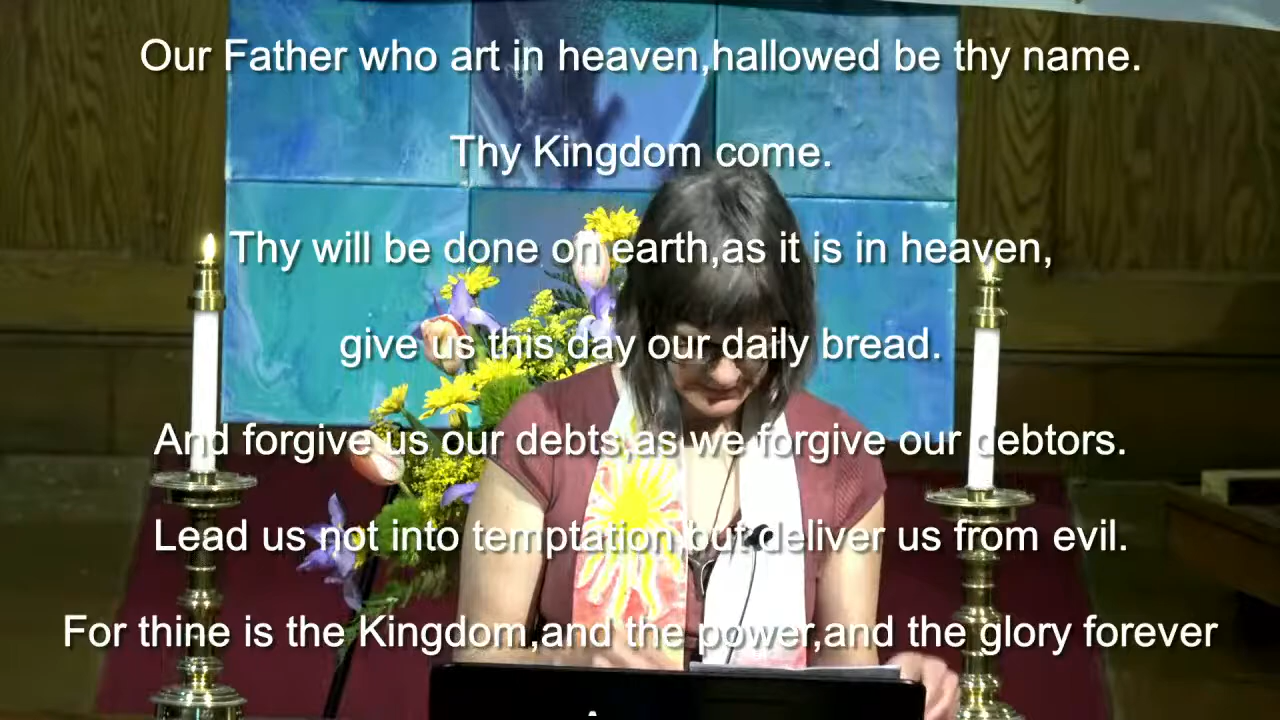 Our Father who art in heaven,hallowed be thy name.
Thy Kingdom come.
Thy will be done on earth,as it is in heaven,
give us this day our daily bread.
And forgive us our debts,as we forgive our debtors.
Lead us not into temptation,but deliver us from evil.
For thine is the Kingdom,and the power,and the glory forever